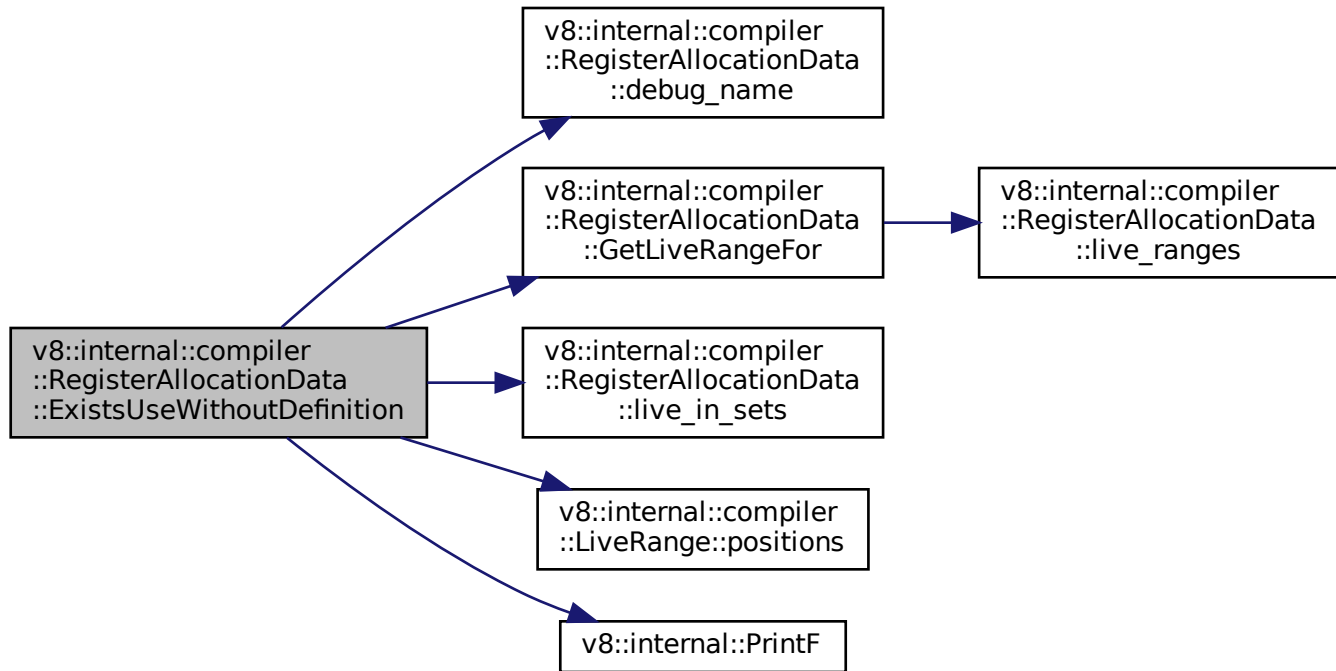 v8::internal::compiler
::RegisterAllocationData
::debug_name
v8::internal::compiler
::RegisterAllocationData
::GetLiveRangeFor
v8::internal::compiler
::RegisterAllocationData
::live_ranges
v8::internal::compiler
::RegisterAllocationData
::ExistsUseWithoutDefinition
v8::internal::compiler
::RegisterAllocationData
::live_in_sets
v8::internal::compiler
::LiveRange::positions
v8::internal::PrintF